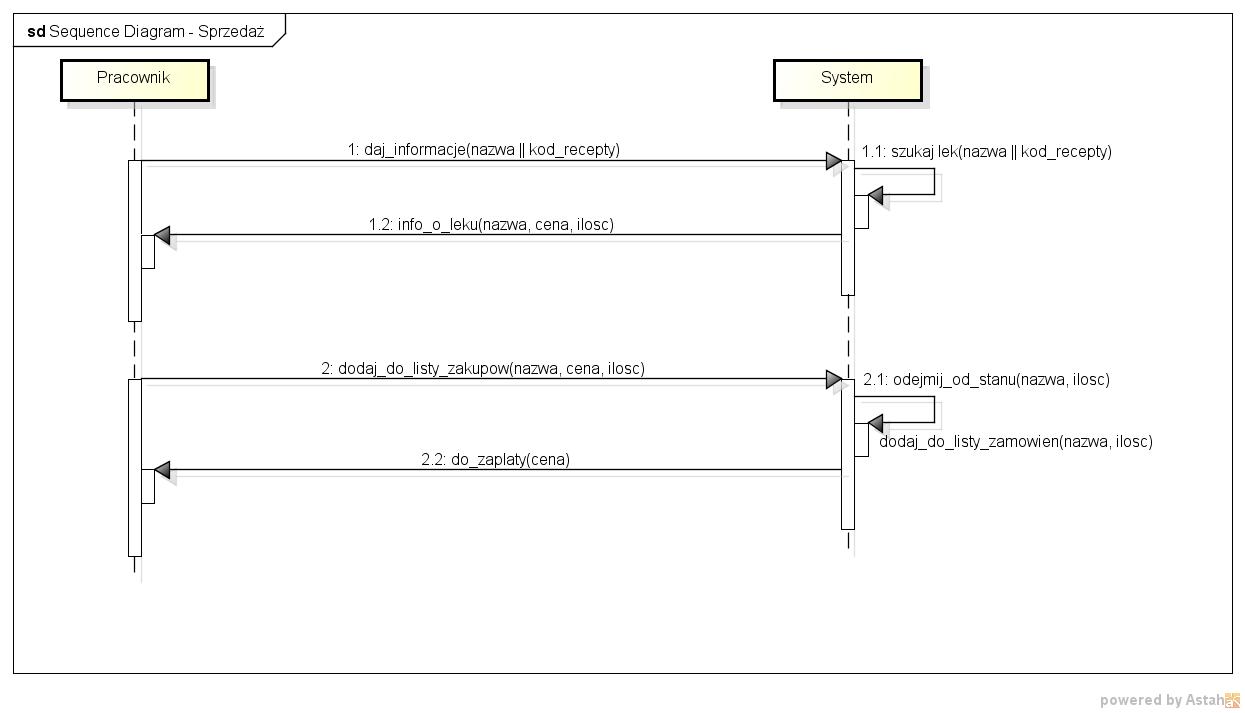 sd Sequence Diagram - Sprzedaż
Pracownik
System
1: daj_informacje(nazwa || kod_recepty)
1.1: szukaj lek(nazwa || kod_recepty)
1.2: info_o_leku(nazwa, cena, ilosc)
2: dodaj_do_listy_zakupow(nazwa, cena, ilosc)
2.1: odejmij_od_stanu(nazwa, ilosc)
dodaj_do_listy_zamowien(nazwa, ilosc)
2.2: do_zaplaty(cena)
powered by Astah